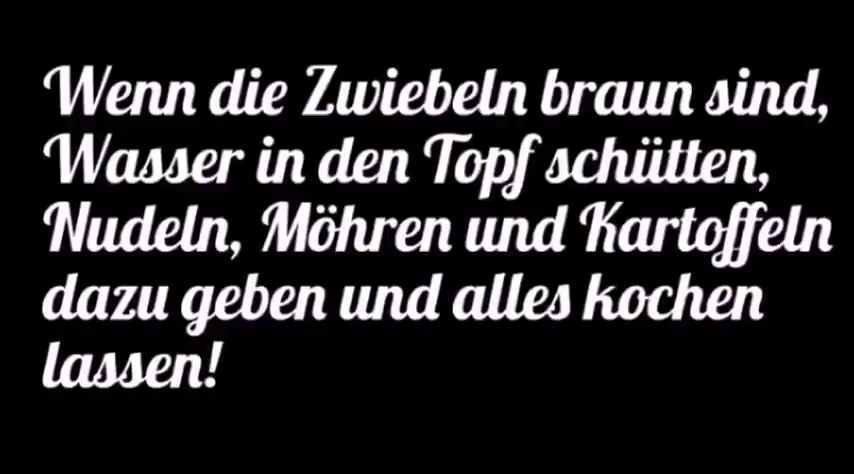 Wenn die Zwiebeln braun sind,
Wasser in den Topf schütten,
Nudeln, Möhren und Kartoffeln
dazu geben und alles kochen
lassen!